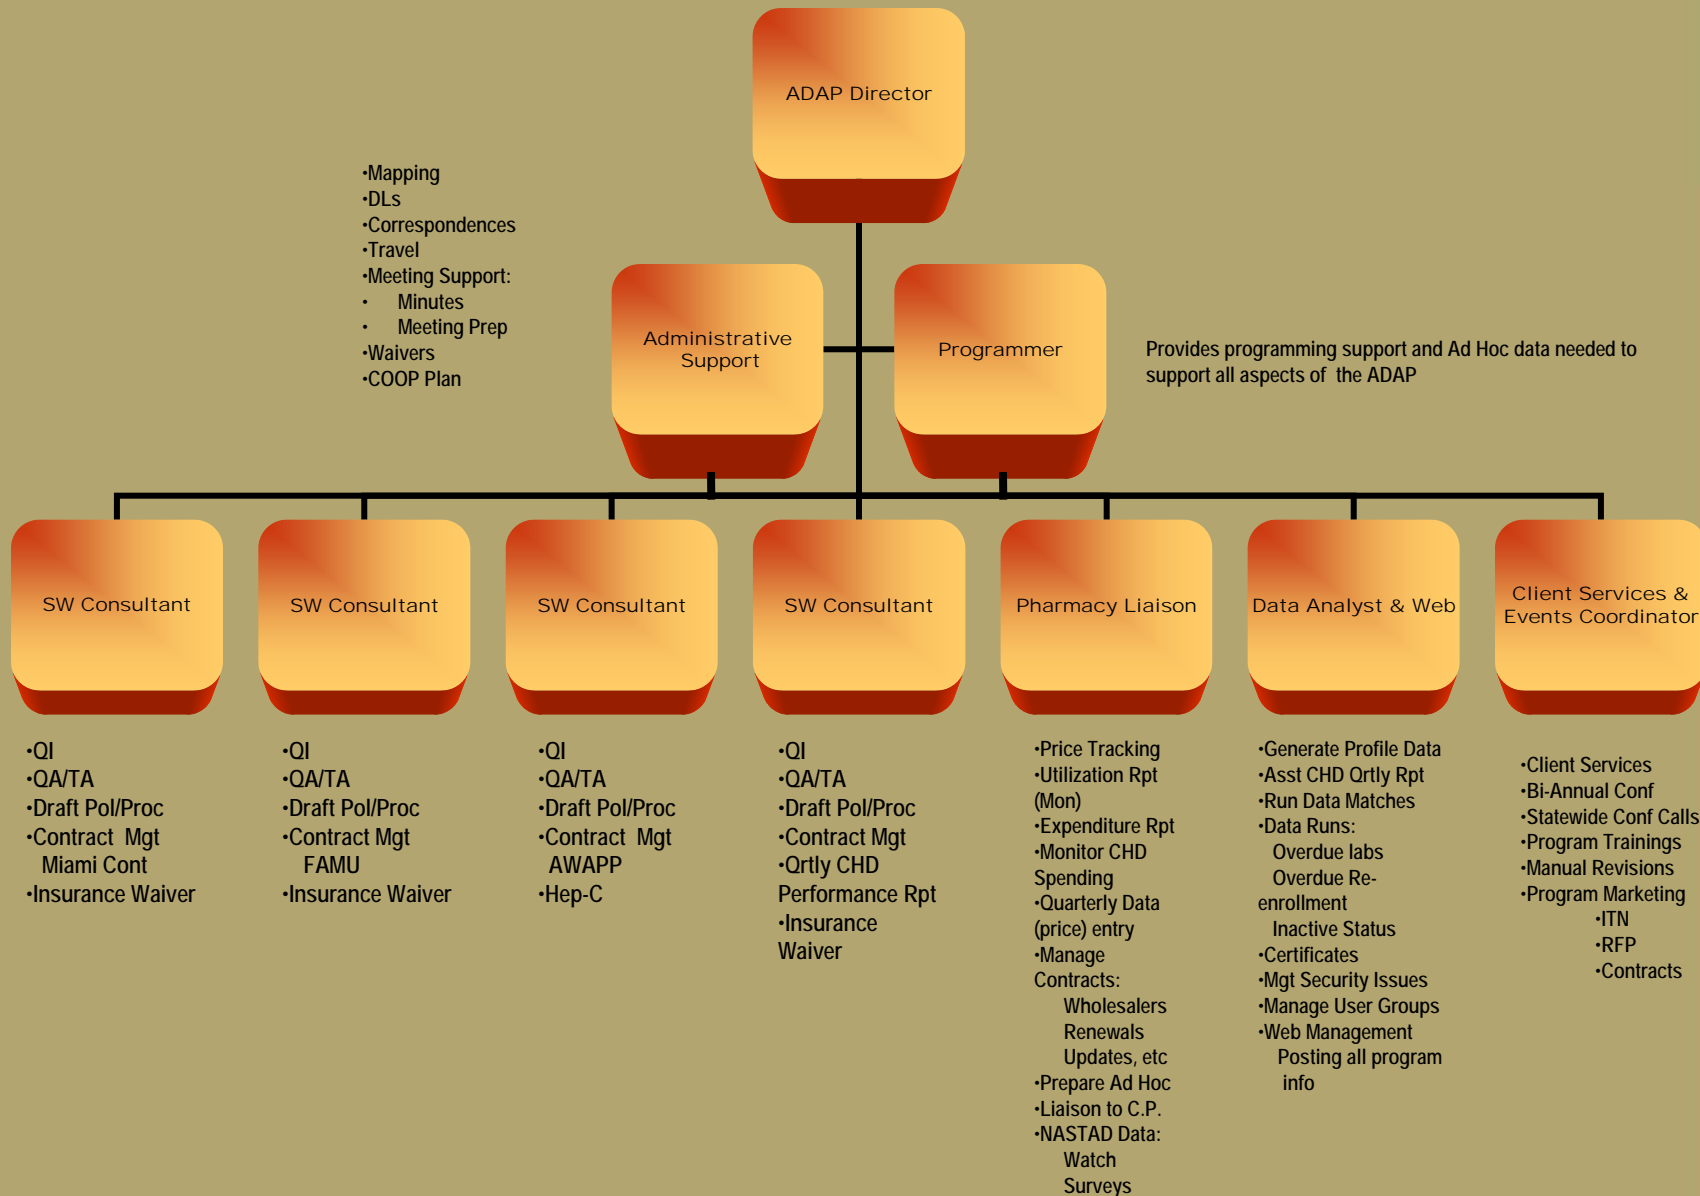 ADAP Director
•Mapping
•DLs
•Correspondences
•Travel
•Meeting Support:
• Minutes
• Meeting Prep
•Waivers
•COOP Plan
Administrative
Support
Programmer
Provides programming support and Ad Hoc data needed to
support all aspects of the ADAP
SW Consultant
SW Consultant
SW Consultant
SW Consultant
Pharmacy Liaison
Data Analyst & Web
Client Services &
Events Coordinator
•QI
•QA/TA
•Draft Pol/Proc
•Contract Mgt
Miami Cont
•Insurance Waiver
•QI
•QA/TA
•Draft Pol/Proc
•Contract Mgt
FAMU
•Insurance Waiver
•QI
•QA/TA
•Draft Pol/Proc
•Contract Mgt
AWAPP
•Hep-C
•QI
•QA/TA
•Draft Pol/Proc
•Contract Mgt
•Qrtly CHD
Performance Rpt
•Insurance
Waiver
•Price Tracking
•Utilization Rpt
(Mon)
•Expenditure Rpt
•Monitor CHD
Spending
•Quarterly Data
(price) entry
•Manage
Contracts:
Wholesalers
Renewals
Updates, etc
•Prepare Ad Hoc
•Liaison to C.P.
•NASTAD Data:
Watch
Surveys
•Generate Profile Data
•Asst CHD Qrtly Rpt
•Run Data Matches
•Data Runs:
Overdue labs
Overdue Re-
enrollment
Inactive Status
•Certificates
•Mgt Security Issues
•Manage User Groups
•Web Management
Posting all program
info
•Client Services
•Bi-Annual Conf
•Statewide Conf Calls
•Program Trainings
•Manual Revisions
•Program Marketing
•ITN
•RFP
•Contracts